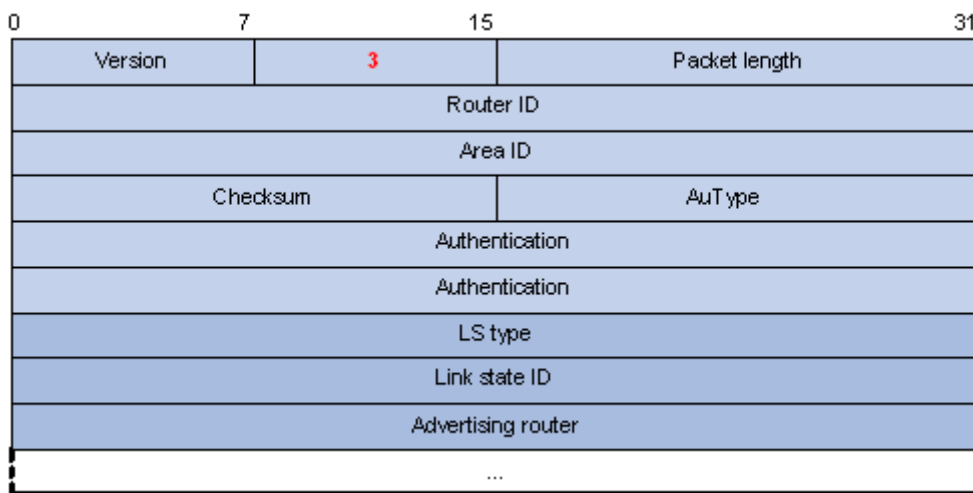 0 7 15 31
Version 3 Packet length
Router ID
Area ID
Checksum AuType
Authentication
Authentication
LS type
Link state ID
Advertising router
...